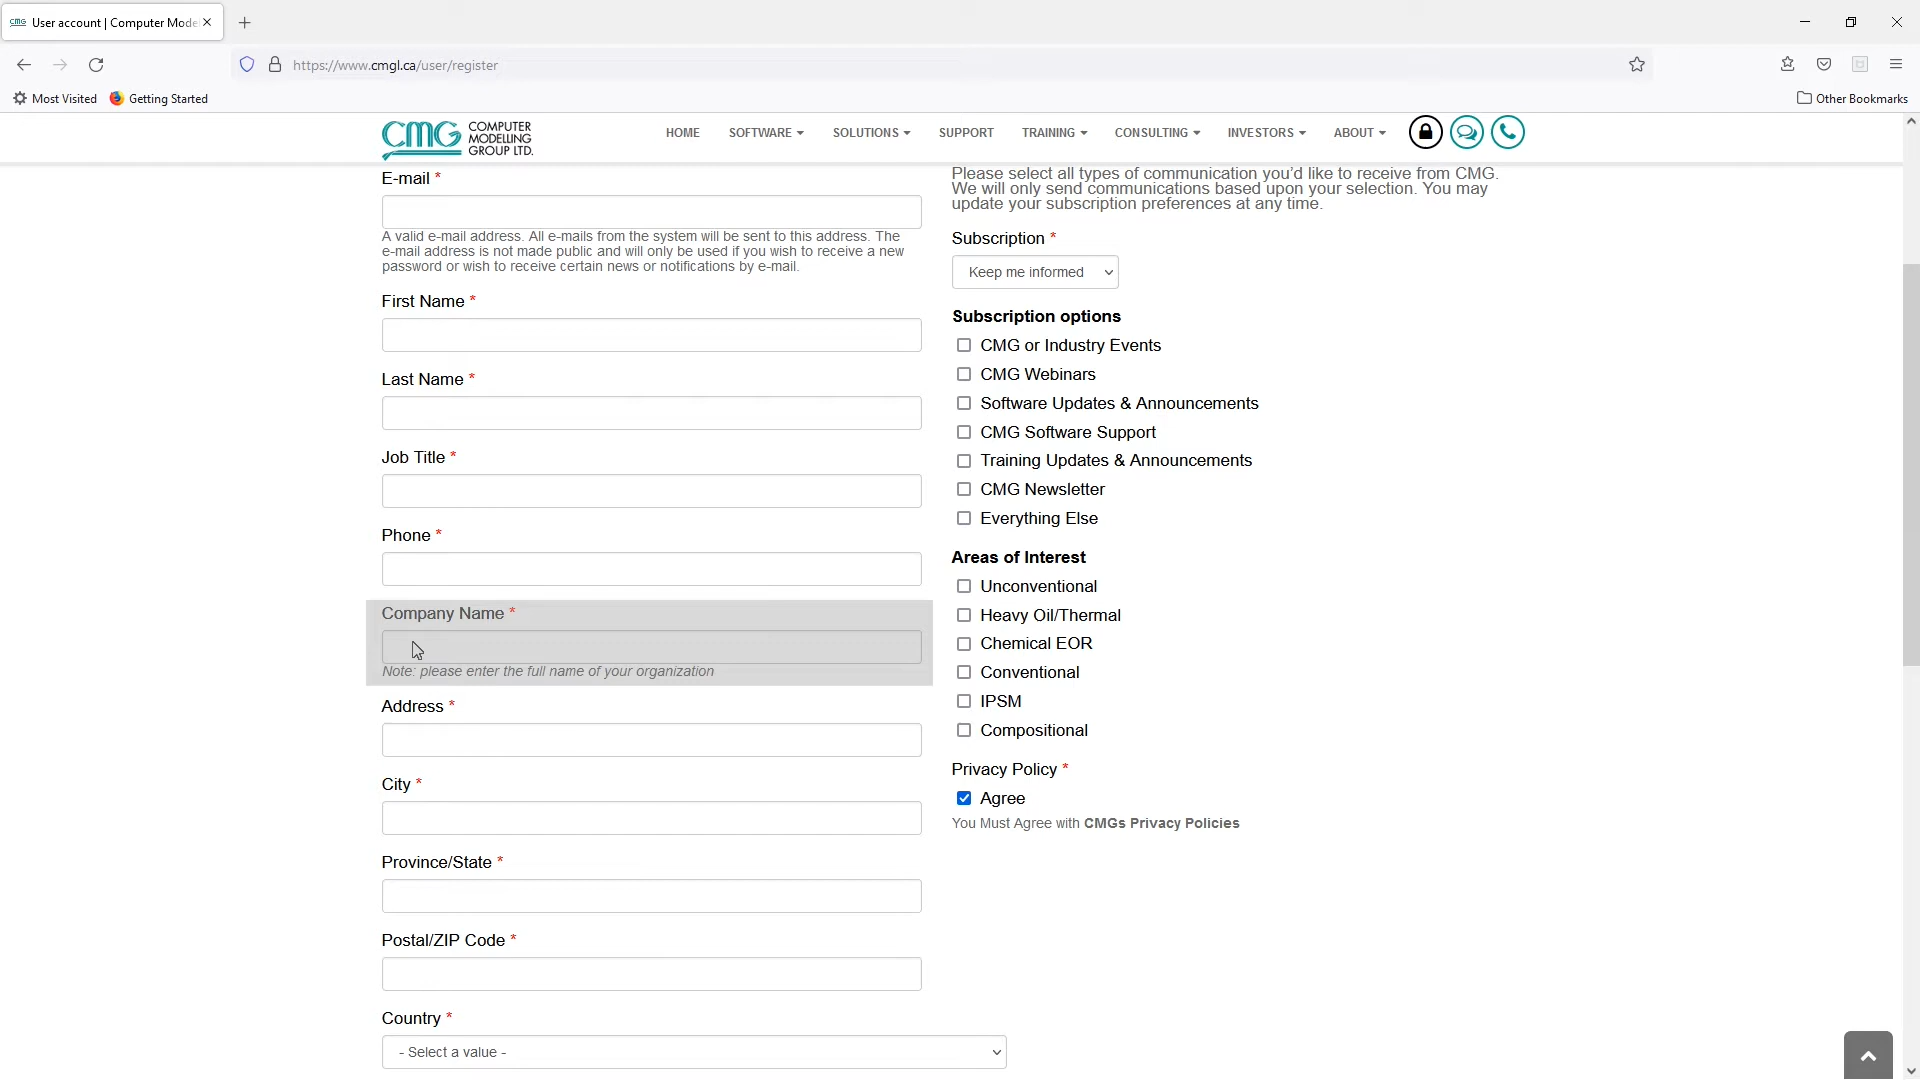 CMG User account | Computer Mode
https://www.cmgl.ca/user/register
Most Visited
Getting Started
Other Bookmarks
CMG COMPUTER
MODELLING
GROUP LTD.
HOME
SOFTWARE
SOLUTIONS
SUPPORT
TRAINING
CONSULTING
INVESTORS
ABOUT
E-mail *
A valid e-mail address. All e-mails from the system will be sent to this address. The
e-mail address is not made public and will only be used if you wish to receive a new
password or wish to receive certain news or notifications by e-mail.
First Name *
Last Name *
Job Title *
Phone *
Company Name *
Note: please enter the full name of your organization
Address *
City *
Province/State *
Postal/ZIP Code *
Country *
- Select a value -
Please select all types of communication you’d like to receive from CMG.
We will only send communications based upon your selection. You may
update your subscription preferences at any time.
Subscription *
Keep me informed
Subscription options
CMG or Industry Events
CMG Webinars
Software Updates & Announcements
CMG Software Support
Training Updates & Announcements
CMG Newsletter
Everything Else
Areas of Interest
Unconventional
Heavy Oil/Thermal
Chemical EOR
Conventional
IPSM
Compositional
Privacy Policy *
Agree
You Must Agree with CMGs Privacy Policies